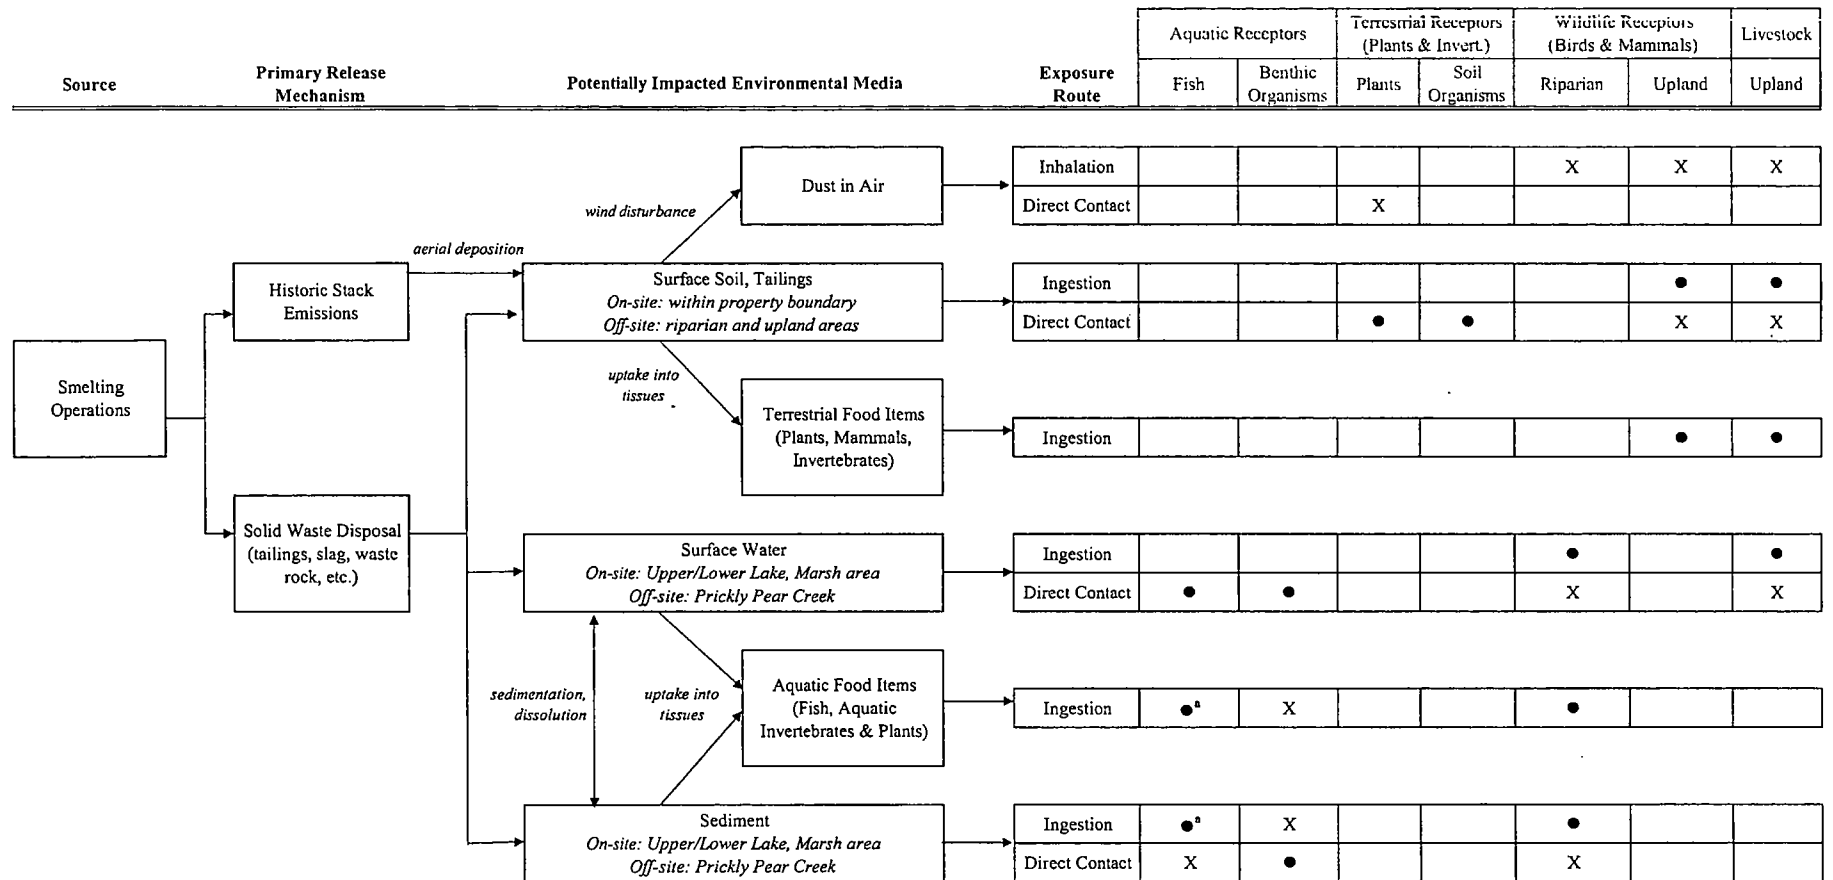 Aquatic Receptors
Terrestrial Receptors
(Plants & Invert.)
Wildlife Receptors
(Birds & Mammals)
Livestock
Source
Primary Release
Mechanism
Potentially Impacted Environmental Media
Exposure
Route
Fish
Benthic
Organisms
Plants
Soil
Organisms
Riparian
Upland
Upland
Dust in Air
Inhalation
X
X
X
Direct Contact
X
wind disturbance
aerial deposition
Historic Stack
Emissions
Surface Soil, Tailings
On-site: within property boundary
Off-site: riparian and upland areas
Ingestion
●
●
Direct Contact
●
●
X
X
Smelting
Operations
uptake into
tissues
Terrestrial Food Items
(Plants, Mammals,
Invertebrates)
Ingestion
●
●
Solid Waste Disposal
(tailings, slag, waste
rock, etc.)
Surface Water
On-site: Upper/Lower Lake, Marsh area
Off-site: Prickly Pear Creek
Ingestion
●
●
Direct Contact
●
●
X
X
sedimentation,
dissolution
uptake into
tissues
Aquatic Food Items
(Fish, Aquatic
Invertebrates & Plants)
Ingestion
●a
X
●
Sediment
On-site: Upper/Lower Lake, Marsh area
Off-site: Prickly Pear Creek
Ingestion
●a
X
●
Direct Contact
X
●
X